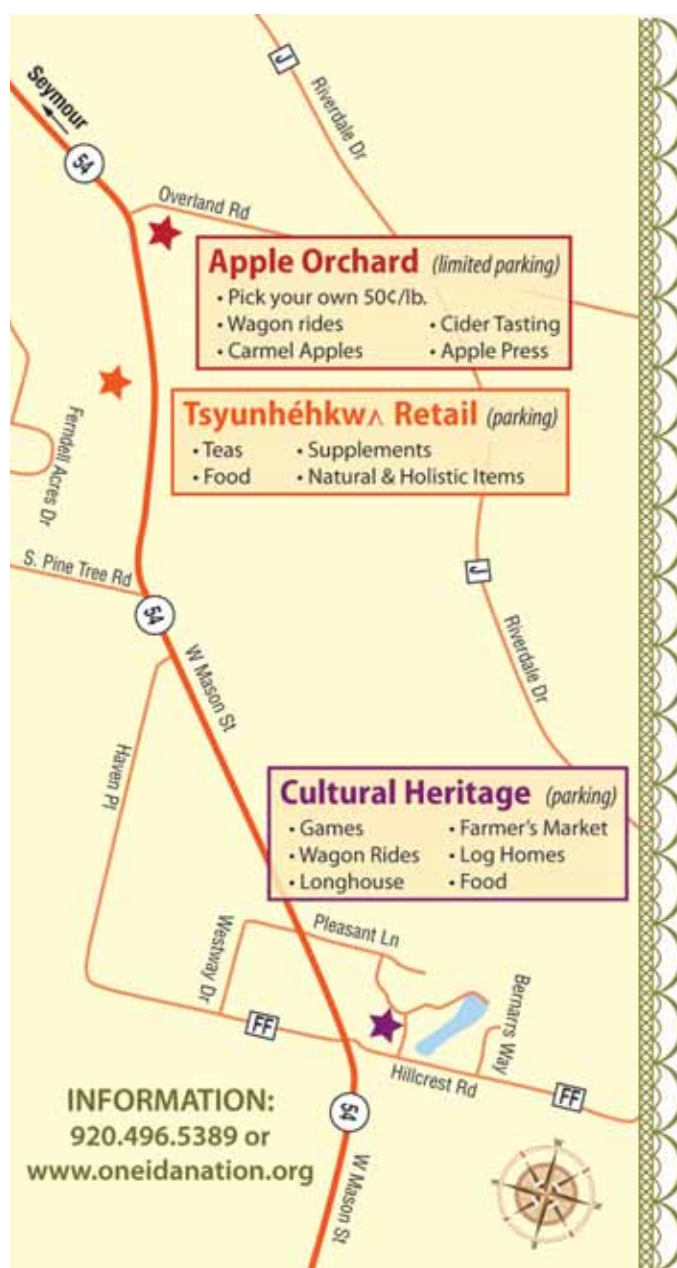 Seymour
54
J
Riverdale Dr
Overland Rd
Apple Orchard (limited parking)
• Pick your own 50¢/lb.
• Wagon rides • Cider Tasting
• Carmel Apples • Apple Press
Tsyunhéhkwʌ Retail (parking)
• Teas • Supplements
• Food • Natural & Holistic Items
Ferndell Acres Dr
S. Pine Tree Rd
54
J
Riverdale Dr
W Mason St
Haven Pl
Cultural Heritage (parking)
• Games • Farmer's Market
• Wagon Rides • Log Homes
• Longhouse • Food
Westway Dr
Pleasant Ln
Bernarrs Way
FF
Hillcrest Rd
FF
54
W Mason St
INFORMATION:
920.496.5389 or
www.oneidanation.org